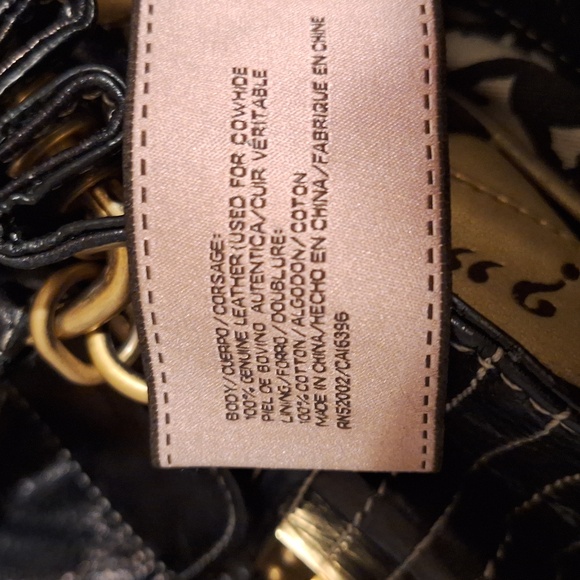 BODY/CUERPO/CORSAGE:
100% GENUINE LEATHER (USED FOR COWHIDE
PIEL DE BOVINO AUTENTICA/CUIR VÉRITABLE
LINING/FORRO/DOUBLURE:
100% COTTON/ALGODON/COTON
MADE IN CHINA/HECHO EN CHINA/FABRIQUE EN CHINE
RN52002/CA16396